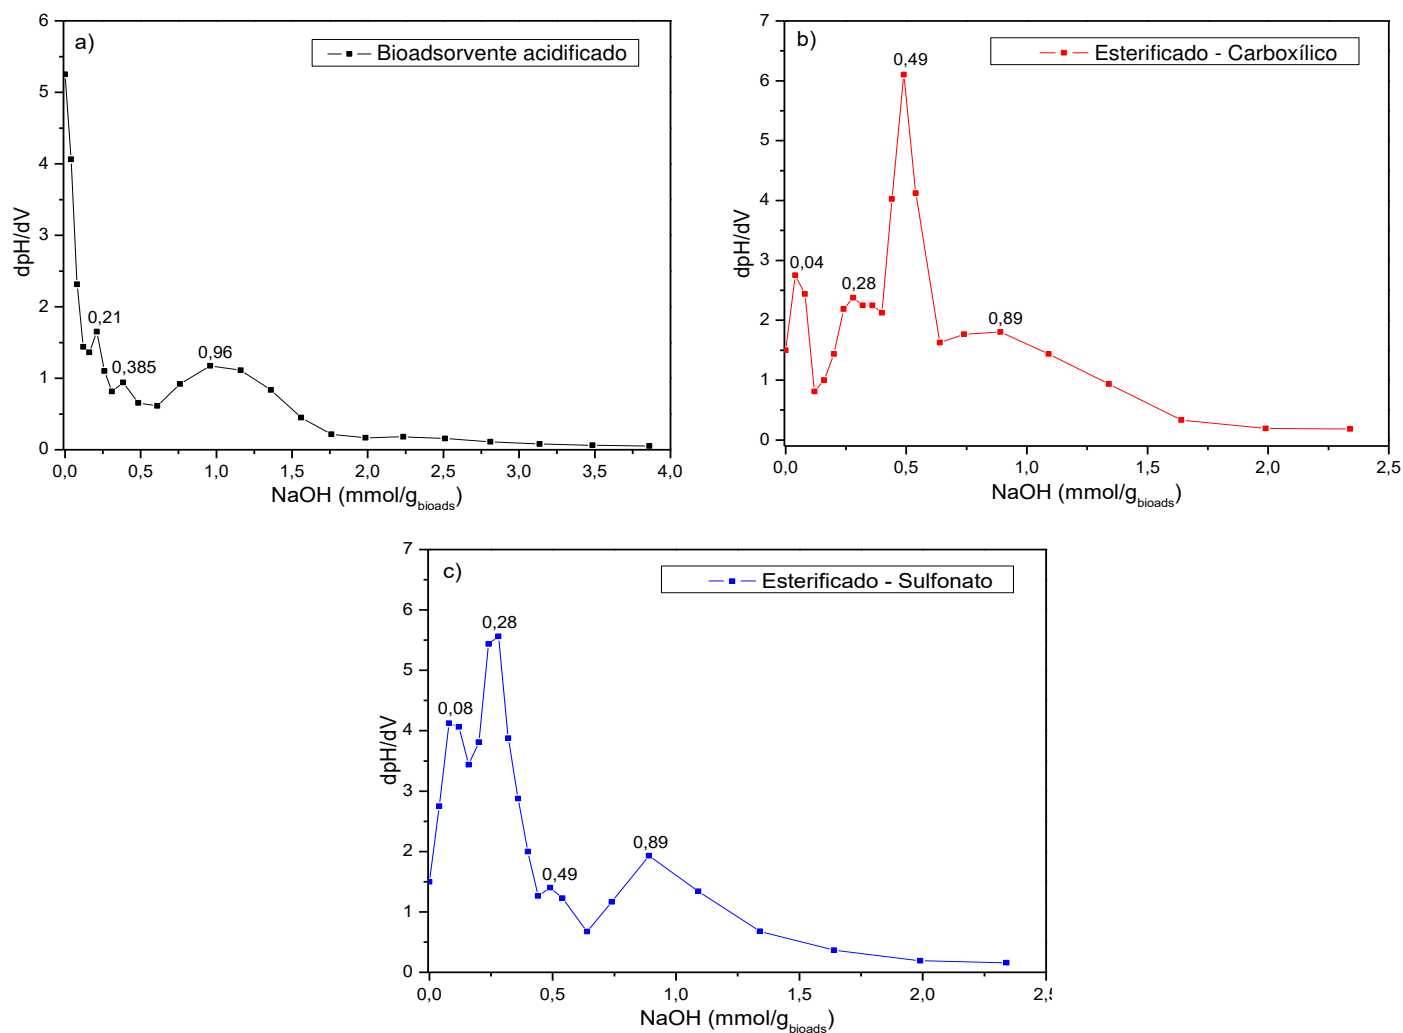 a)
Bioadsorvente acidificado
6
5
4
3
2
1
0
dpH/dV
0,21
0,385
0,96
0,0 0,5 1,0 1,5 2,0 2,5 3,0 3,5 4,0
NaOH (mmol/gbioads)
b)
Esterificado - Carboxílico
7
6
5
4
3
2
1
0
dpH/dV
0,04
0,28
0,49
0,89
0,0 0,5 1,0 1,5 2,0 2,5
NaOH (mmol/gbioads)
c)
Esterificado - Sulfonato
7
6
5
4
3
2
1
0
dpH/dV
0,08
0,28
0,49
0,89
0,0 0,5 1,0 1,5 2,0 2,
NaOH (mmol/gbioads)